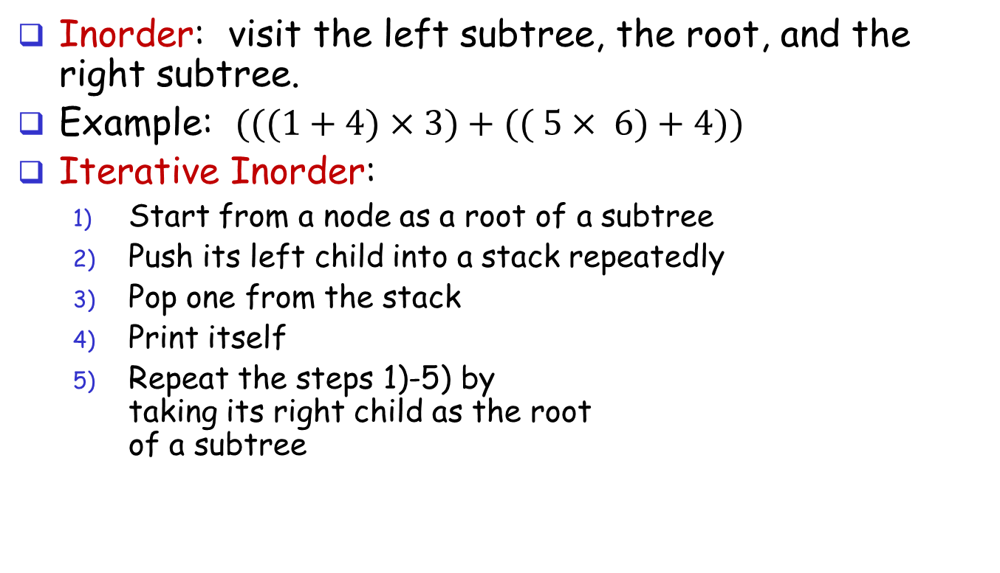 Inorder: visit the left subtree, the root, and the
right subtree.
Example: (((1 + 4) × 3) + (( 5 × 6) + 4))
Iterative Inorder:
1) Start from a node as a root of a subtree
2) Push its left child into a stack repeatedly
3) Pop one from the stack
4) Print itself
5) Repeat the steps 1)-5) by
taking its right child as the root
of a subtree